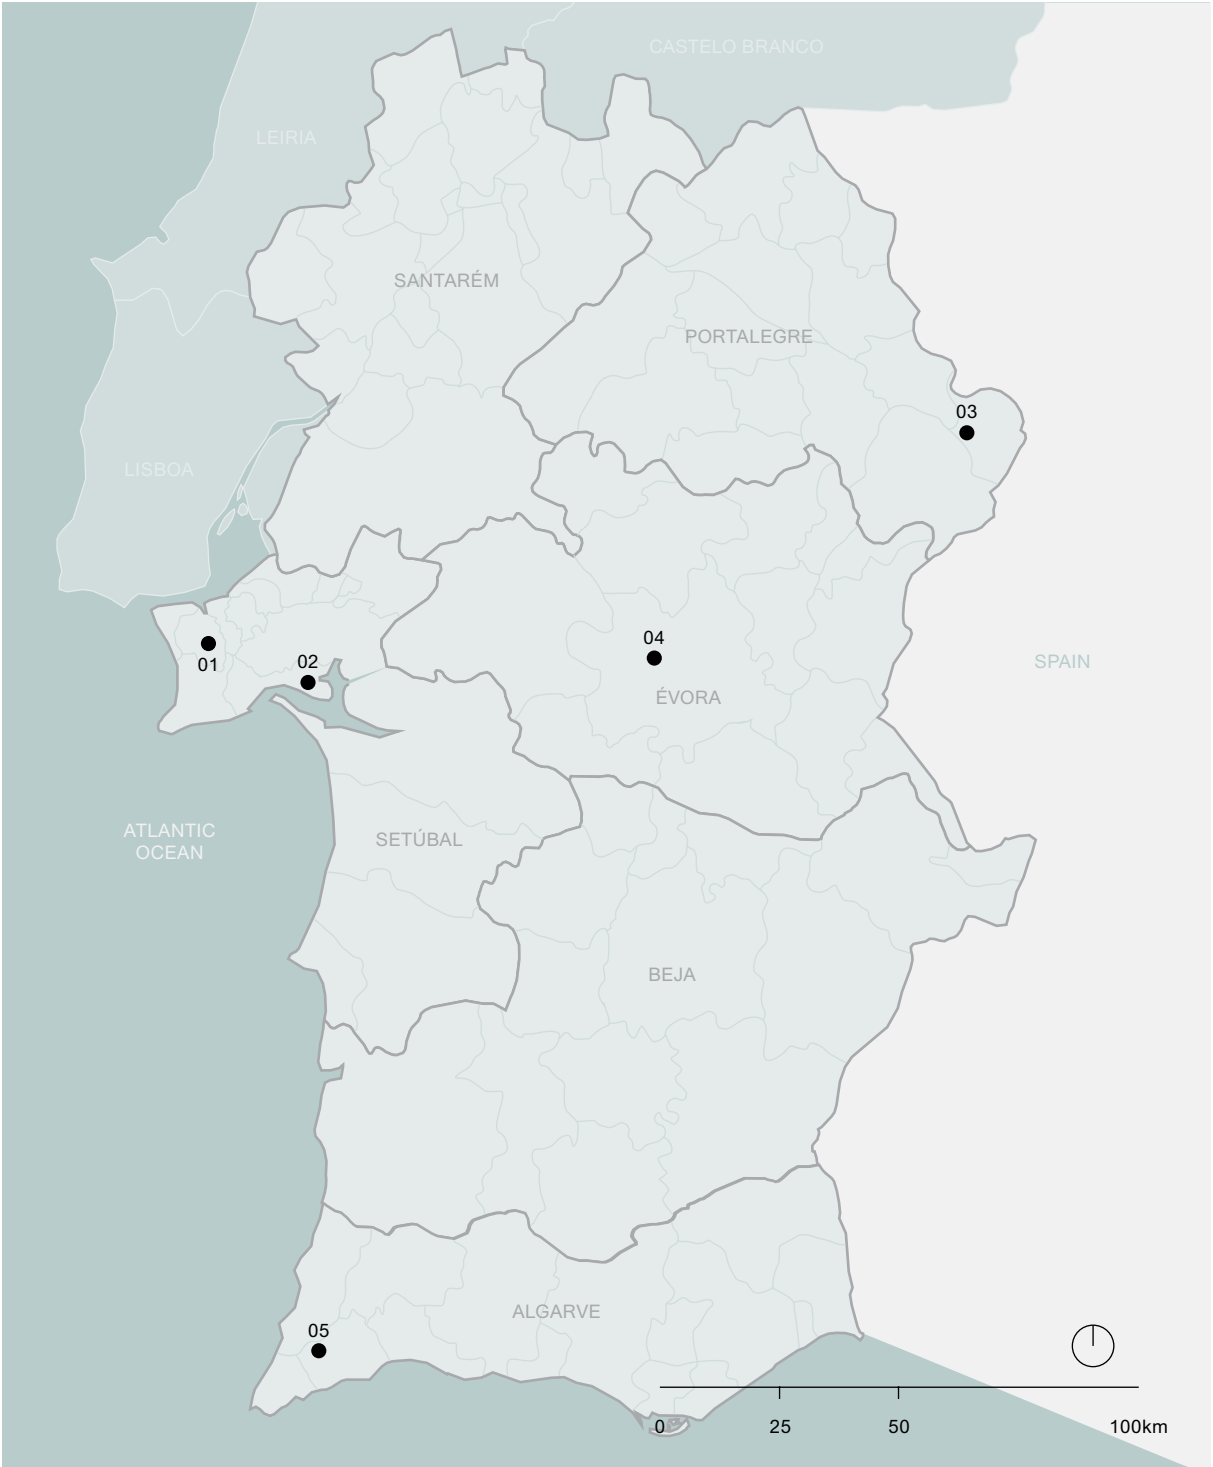 CASTELO BRANCO
LEIRIA
SANTARÉM
PORTALEGRE
03
LISBOA
04
01
02
SPAIN
ÉVORA
ATLANTIC
OCEAN
SETÚBAL
BEJA
ALGARVE
05
0
25
50
100km